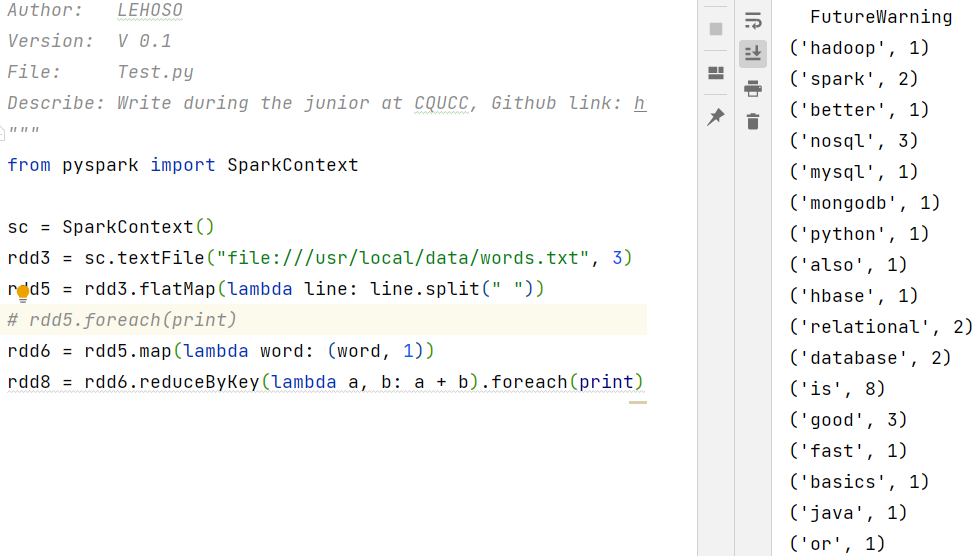 Author:   LEHOSO
Version:  V 0.1
File:     Test.py
Describe: Write during the junior at CQUCC, Github link: h
"""
from pyspark import SparkContext
sc = SparkContext()
rdd3 = sc.textFile("file:///usr/local/data/words.txt", 3)
rdd5 = rdd3.flatMap(lambda line: line.split(" "))
# rdd5.foreach(print)
rdd6 = rdd5.map(lambda word: (word, 1))
rdd8 = rdd6.reduceByKey(lambda a, b: a + b).foreach(print)
FutureWarning
('hadoop', 1)
('spark', 2)
('better', 1)
('nosql', 3)
('mysql', 1)
('mongodb', 1)
('python', 1)
('also', 1)
('hbase', 1)
('relational', 2)
('database', 2)
('is', 8)
('good', 3)
('fast', 1)
('basics', 1)
('java', 1)
('or', 1)